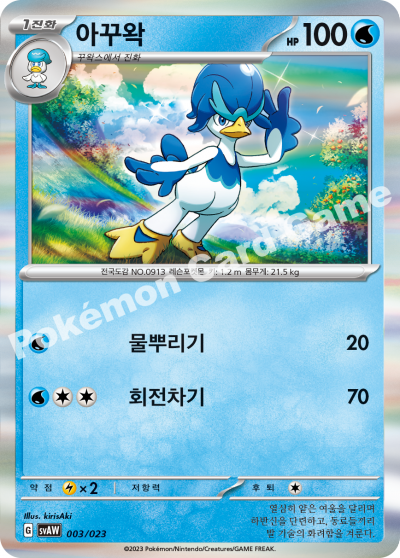 1진화 아꾸왁 HP 100
꾸왁스에서 진화
전국도감 NO.0913 레슨포켓몬 키: 1.2 m 몸무게: 21.5 kg
Pokémon Card Game
물뿌리기 20
회전차기 70
약점 ×2 저항력 후퇴
Illus. kirisAki
G svAW 003/023
열심히 얕은 여울을 달리며
하반신을 단련하고, 동료들끼리
발 기술의 화려함을 겨룬다.
©2023 Pokémon/Nintendo/Creatures/GAME FREAK.